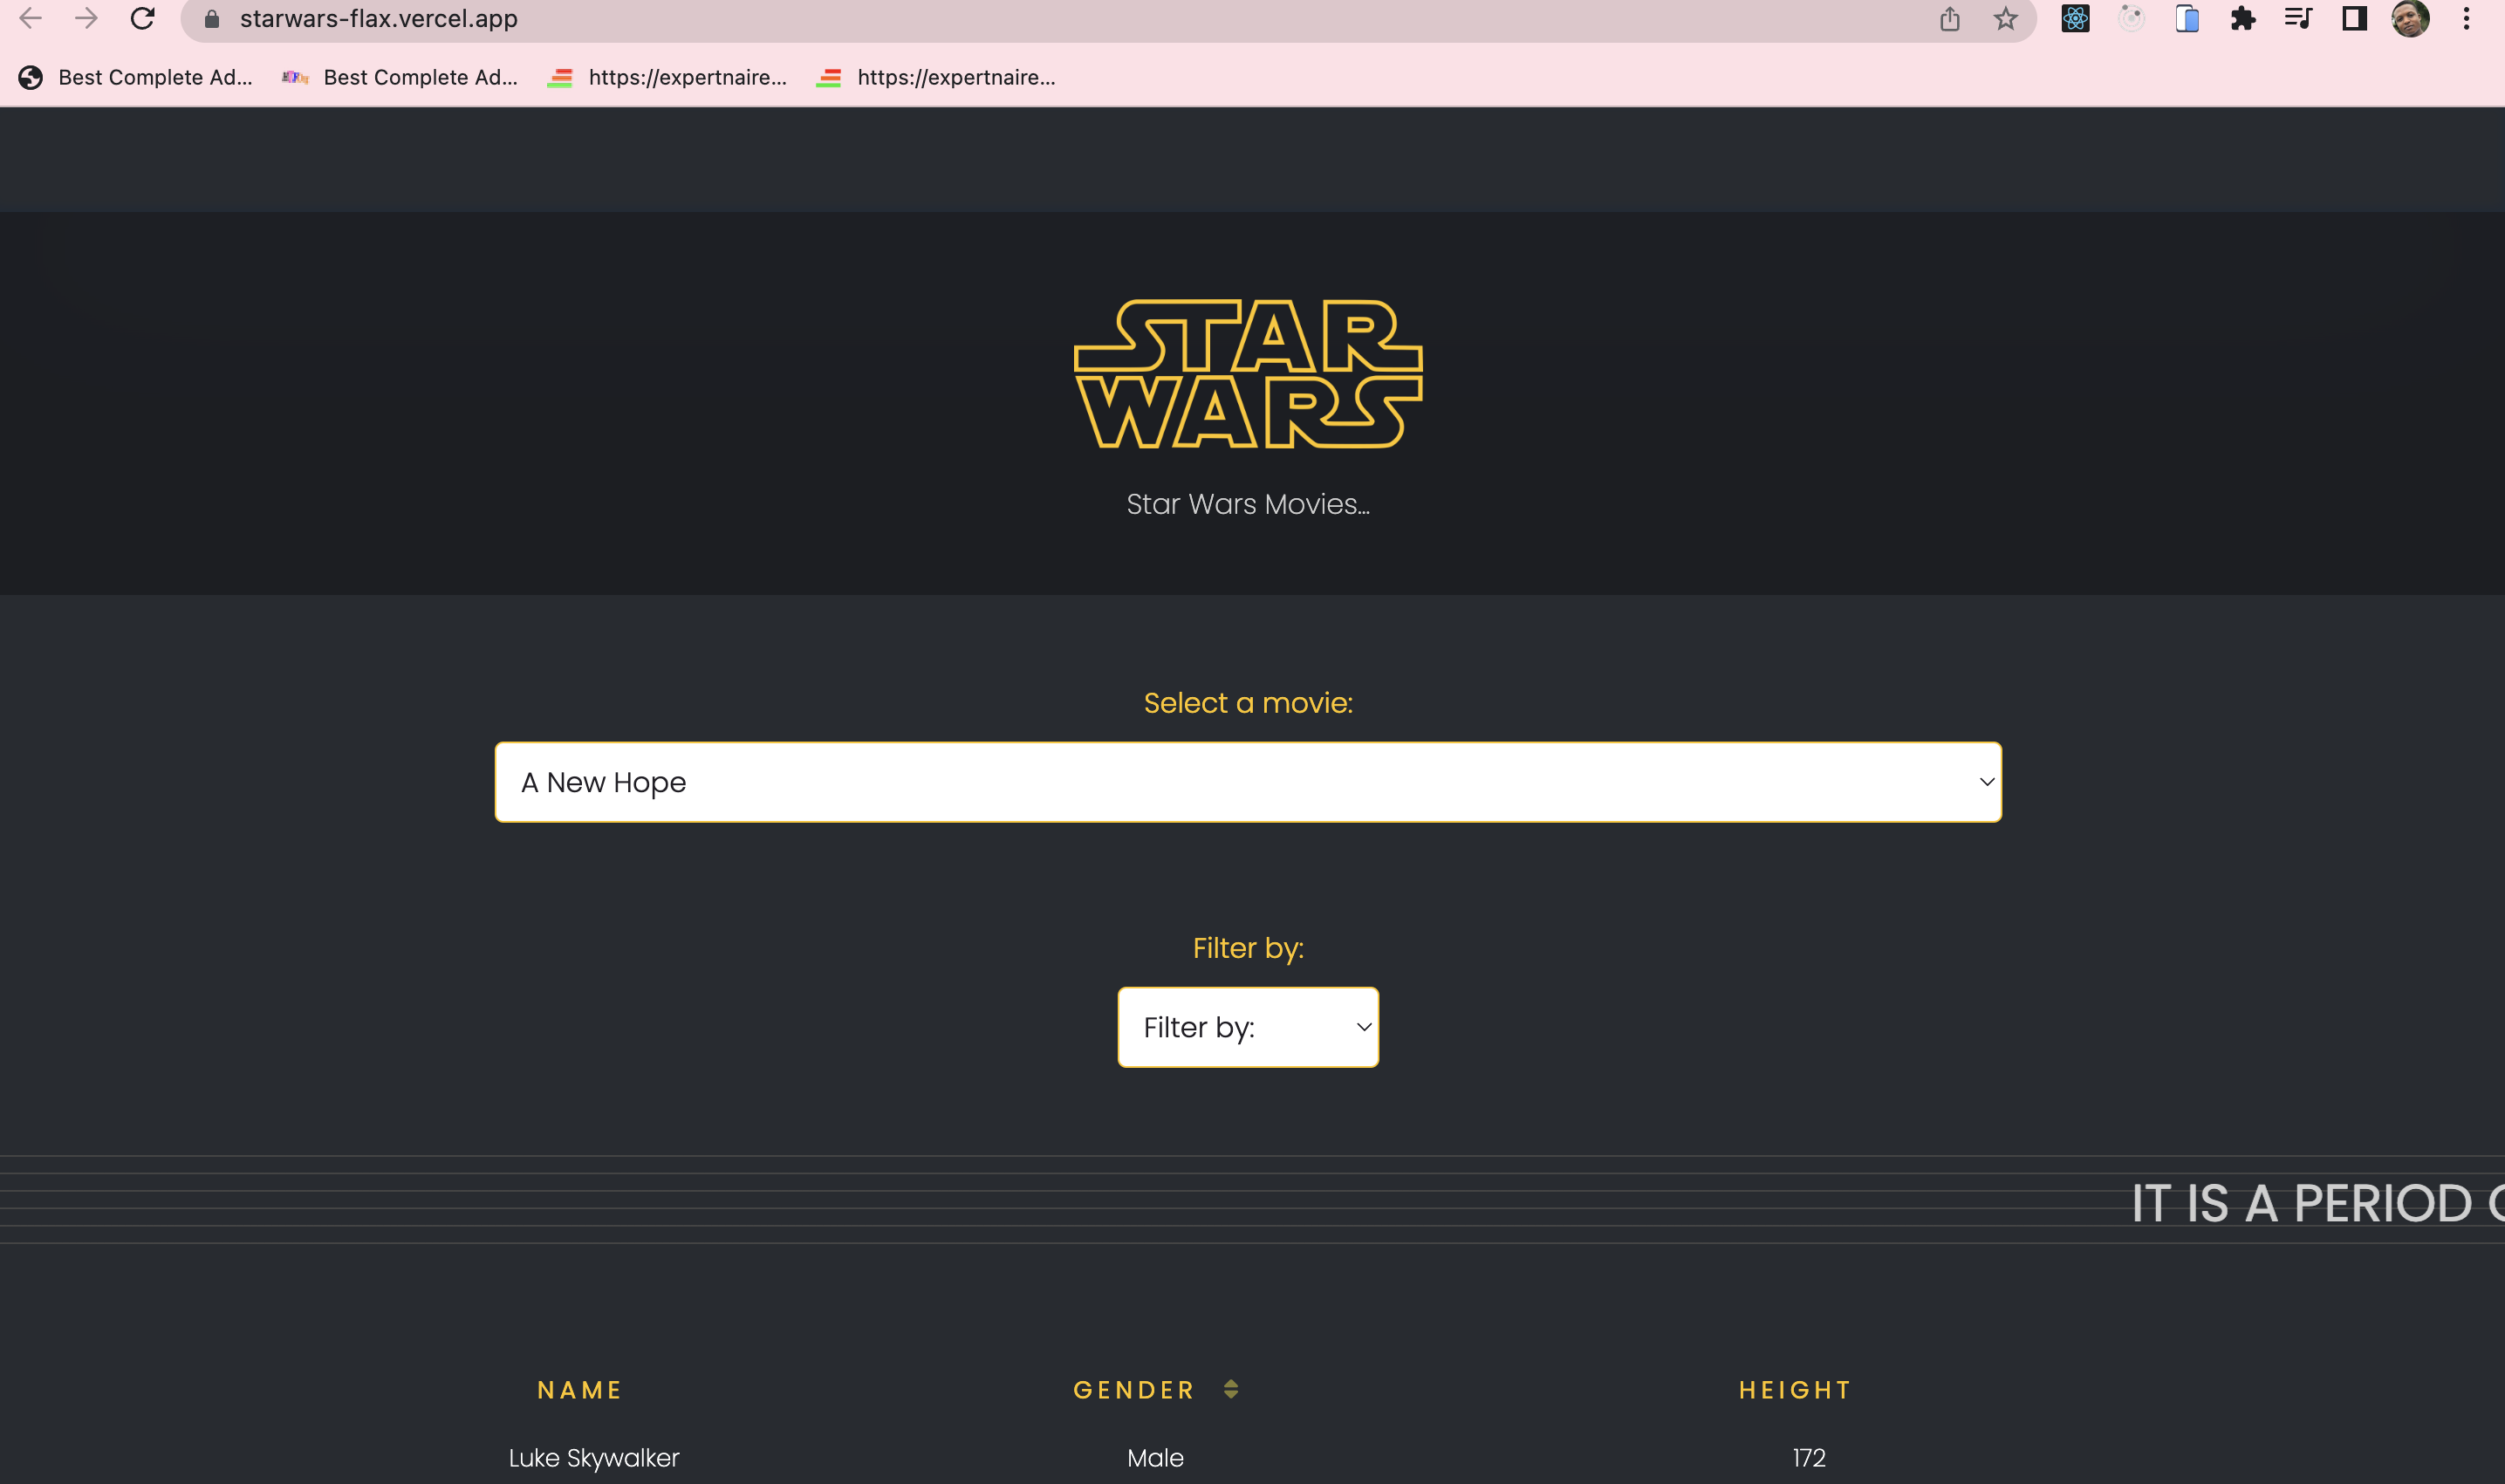 starwars-flax.vercel.app
Best Complete Ad... Best Complete Ad... https://expertnaire... https://expertnaire...
STAR
WARS
Star Wars Movies...
Select a movie:
A New Hope
Filter by:
Filter by:
IT IS A PERIOD
NAME GENDER HEIGHT
Luke Skywalker Male 172